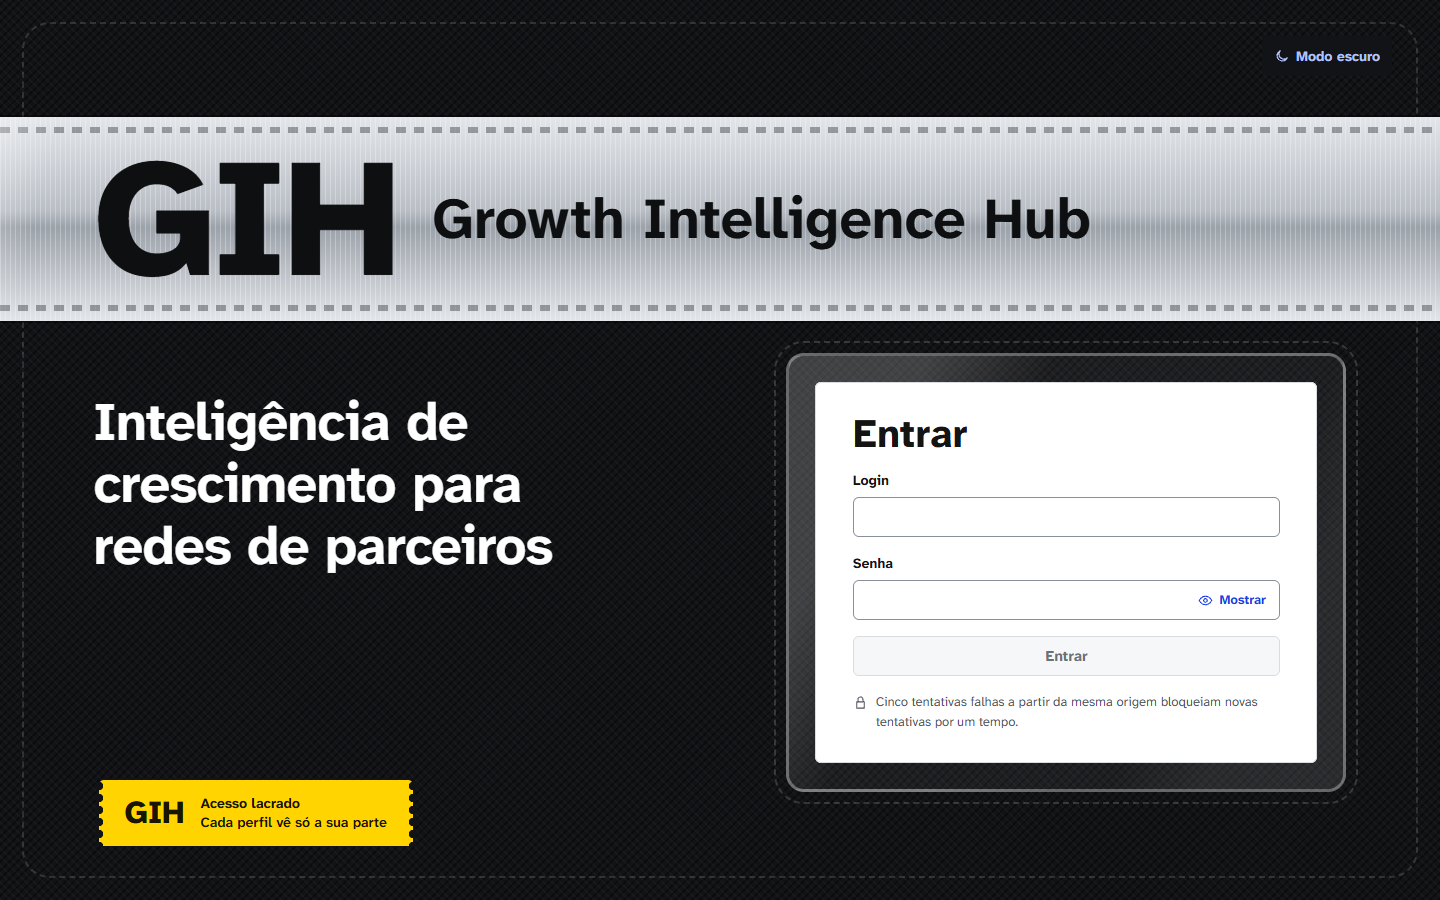 Modo escuro
GIH Growth Intelligence Hub
Inteligência de
crescimento para
redes de parceiros
Entrar
Login
Senha
Mostrar
Entrar
Cinco tentativas falhas a partir da mesma origem bloqueiam novas
tentativas por um tempo.
GIH
Acesso lacrado
Cada perfil vê só a sua parte